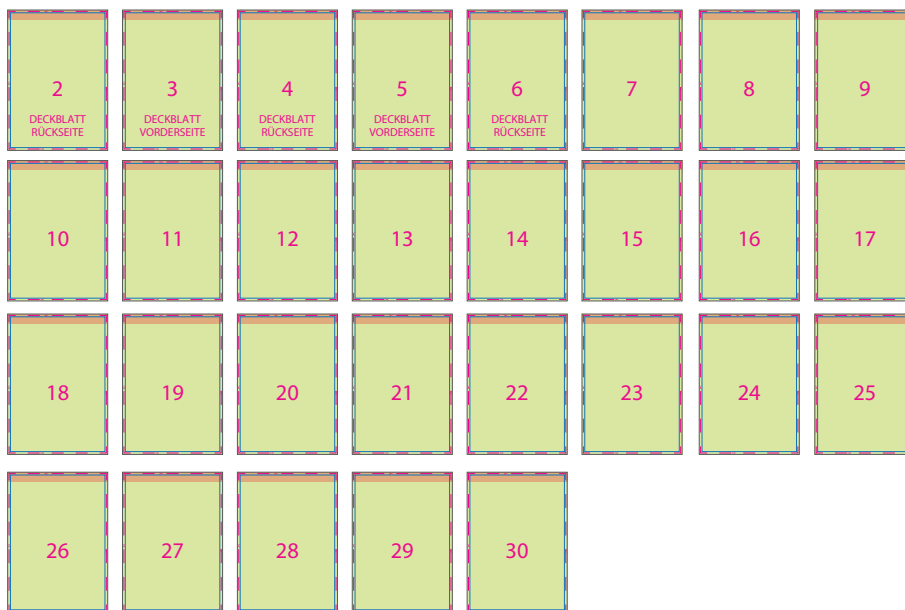 2 3 4 5 6 7 8 9
DECKBLATT DECKBLATT DECKBLATT DECKBLATT DECKBLATT
RÜCKSEITE VORDERSEITE RÜCKSEITE VORDERSEITE RÜCKSEITE
10 11 12 13 14 15 16 17
18 19 20 21 22 23 24 25
26 27 28 29 30